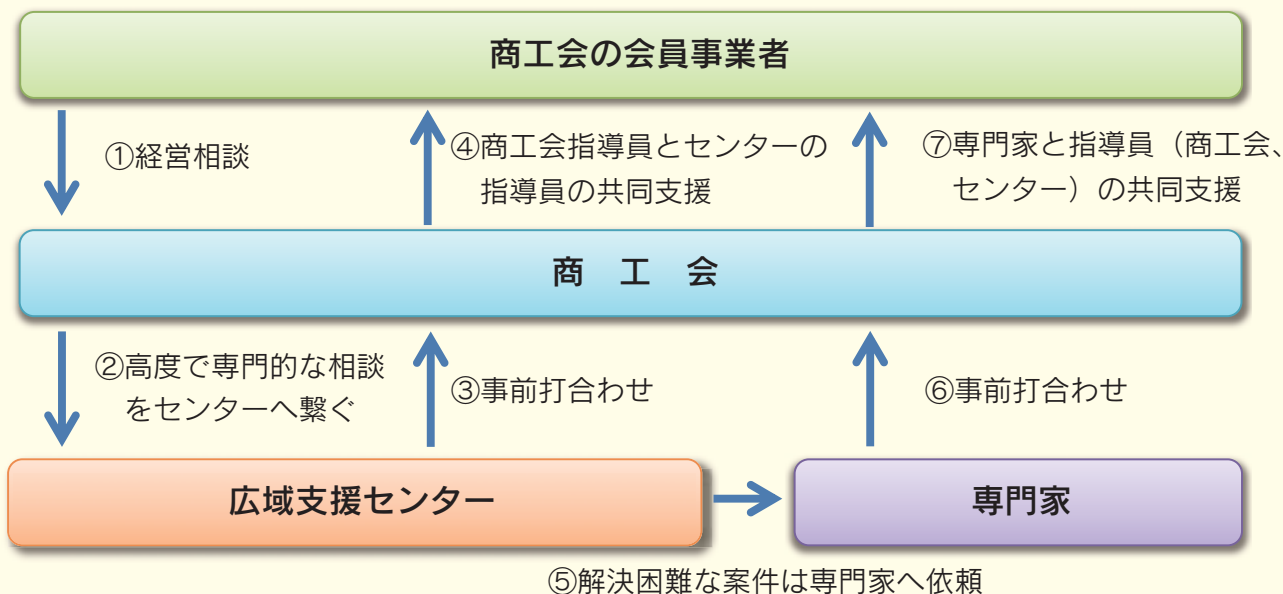 商工会の会員事業者
①経営相談
④商工会指導員とセンターの
指導員の共同支援
⑦専門家と指導員（商工会、
センター）の共同支援
商　工　会
②高度で専門的な相談
をセンターへ繋ぐ
③事前打合わせ
⑥事前打合わせ
広域支援センター
専門家
⑤解決困難な案件は専門家へ依頼